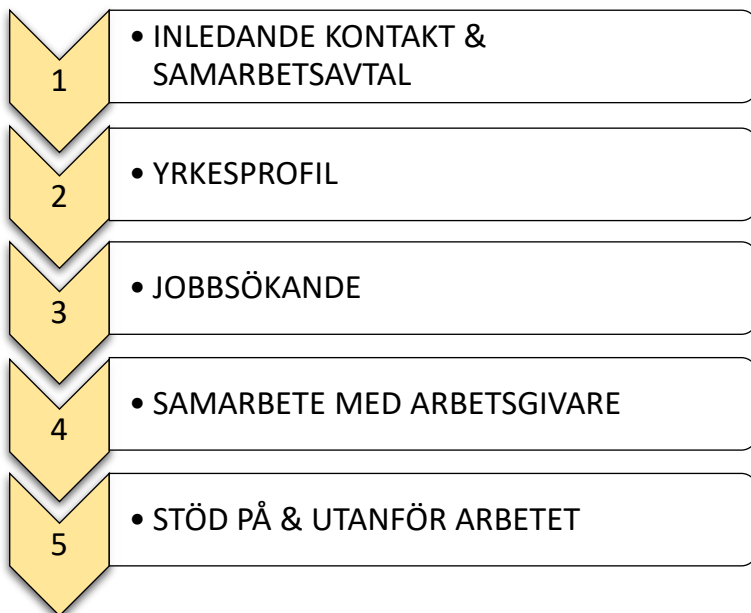 1
• INLEDANDE KONTAKT &
SAMARBETSAVTAL
2
• YRKESPROFIL
3
• JOBBSÖKANDE
4
• SAMARBETE MED ARBETSGIVARE
5
• STÖD PÅ & UTANFÖR ARBETET